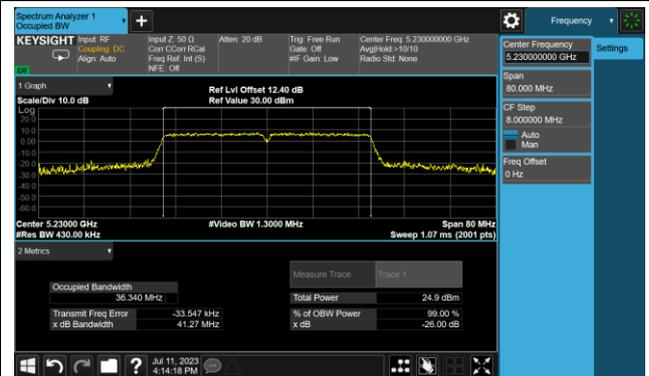 Spectrum Analyzer 1
Occupied BW
Frequency
KEYSIGHT
Input: RF
Coupling: DC
Align: Auto
Input Z: 50 Ω
Corr CCorr RCal
Freq Ref: Int (S)
NFE: Off
Atten: 20 dB
Trig: Free Run
Gate: Off
#IF Gain: Low
Center Freq: 5.230000000 GHz
Avg|Hold:>10/10
Radio Std: None
Center Frequency
5.230000000 GHz
Settings
Span
80.000 MHz
CF Step
8.000000 MHz
Auto
Man
Freq Offset
0 Hz
1 Graph
Scale/Div 10.0 dB
Ref Lvl Offset 12.40 dB
Ref Value 30.00 dBm
Log
20.0
10.0
0.00
-10.0
-20.0
-30.0
-40.0
-50.0
-60.0
Center 5.23000 GHz
#Res BW 430.00 kHz
#Video BW 1.3000 MHz
Span 80 MHz
Sweep 1.07 ms (2001 pts)
2 Metrics
Measure Trace
Trace 1
Occupied Bandwidth
36.340 MHz
Total Power
24.9 dBm
Transmit Freq Error
-33.547 kHz
% of OBW Power
99.00 %
x dB Bandwidth
41.27 MHz
x dB
-26.00 dB
Jul 11, 2023
4:14:18 PM